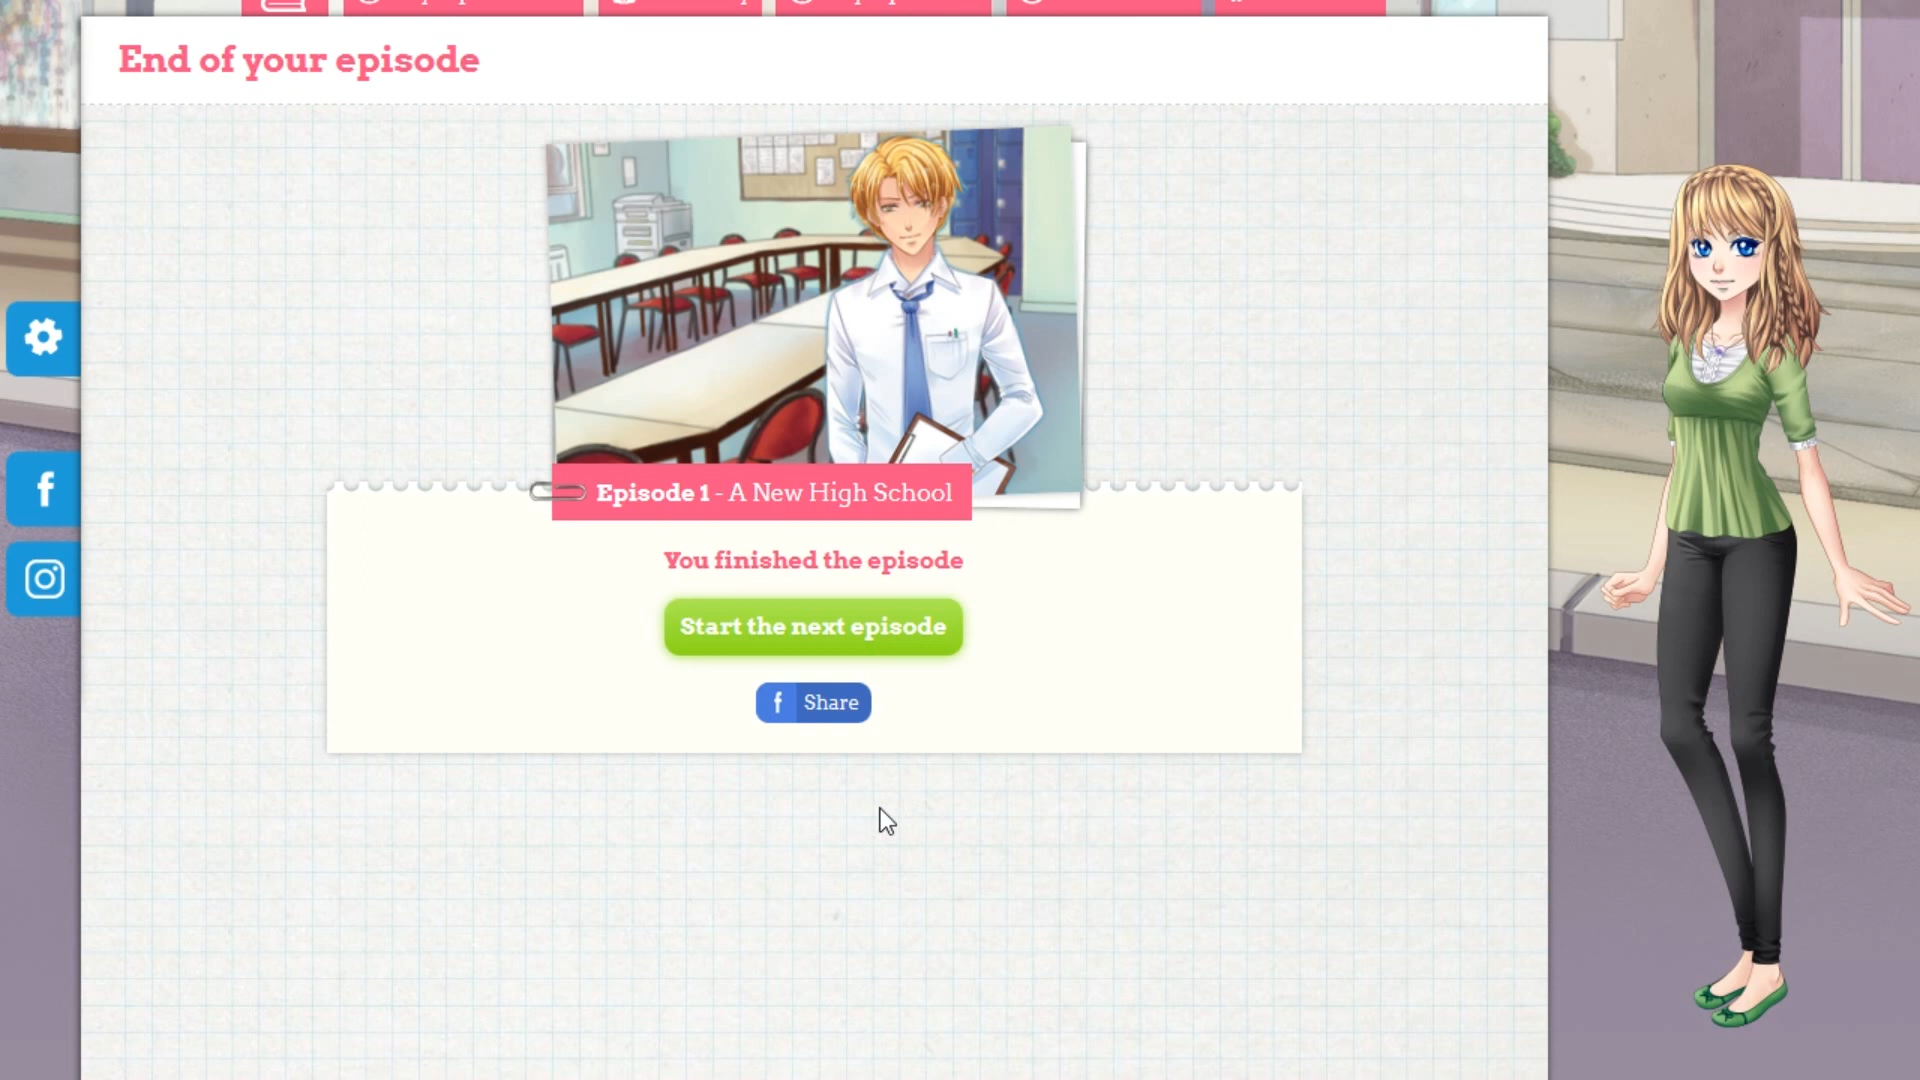 End of your episode
Episode 1 - A New High School
You finished the episode
Start the next episode
Share